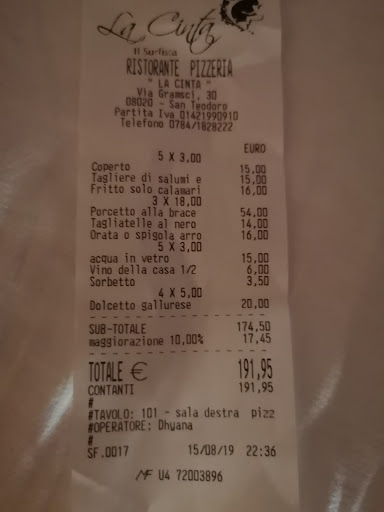 La Cinta
Il Surfista
RISTORANTE PIZZERIA
" LA CINTA "
Via Gramsci, 30
08020 - San Teodoro
Partita Iva 01421990910
Telefono 0784/1828222
EURO
5 X 3,00
Coperto 15,00
Tagliere di salumi e 15,00
Fritto solo calamari 16,00
3 X 18,00
Porcetto alla brace 54,00
Tagliatelle al nero 14,00
Orata o spigola arro 16,00
5 X 3,00
acqua in vetro 15,00
Vino della casa 1/2 6,00
Sorbetto 3,50
4 X 5,00
Dolcetto gallurese 20,00
SUB-TOTALE 174,50
maggiorazione 10,00% 17,45
TOTALE € 191,95
CONTANTI 191,95
#
#TAVOLO: 101 - sala destra pizz
#OPERATORE: Dhyana
#
SF.0017 15/08/19 22:36
MF U4 72003896